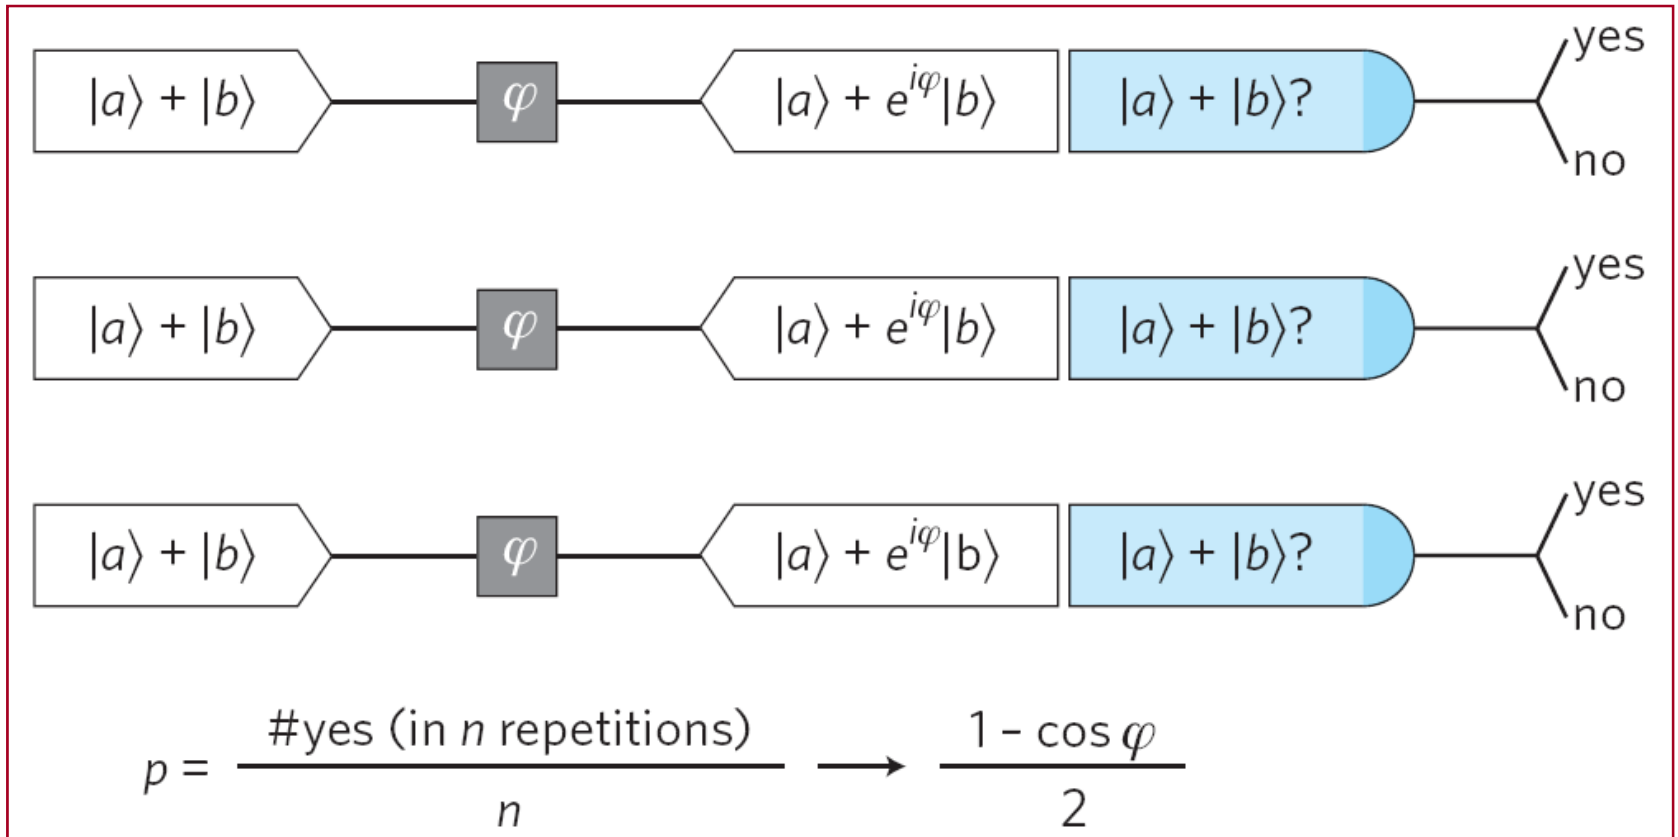 yes
|a⟩ + |b⟩ φ |a⟩ + e^{iφ}|b⟩ |a⟩ + |b⟩?
no
yes
|a⟩ + |b⟩ φ |a⟩ + e^{iφ}|b⟩ |a⟩ + |b⟩?
no
yes
|a⟩ + |b⟩ φ |a⟩ + e^{iφ}|b⟩ |a⟩ + |b⟩?
no
#yes (in n repetitions) 1 - cos φ
p = ⟶
n 2